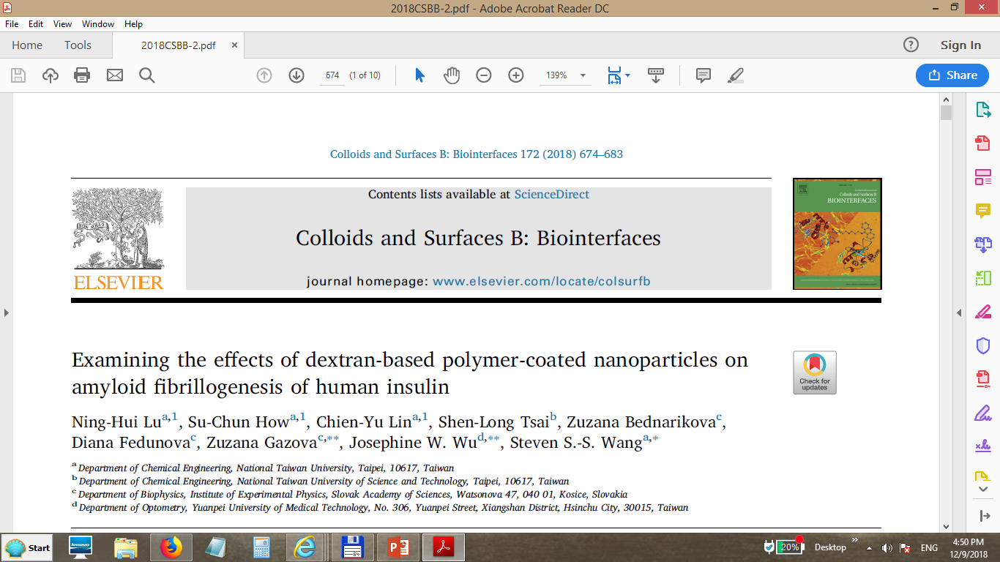 2018CSBB-2.pdf - Adobe Acrobat Reader DC
File Edit View Window Help
Home Tools 2018CSBB-2.pdf × Sign In
674 (1 of 10) 139% Share
Colloids and Surfaces B: Biointerfaces 172 (2018) 674–683
Contents lists available at ScienceDirect
Colloids and Surfaces B: Biointerfaces
journal homepage: www.elsevier.com/locate/colsurfb
ELSEVIER
BIOINTERFACES
Examining the effects of dextran-based polymer-coated nanoparticles on
amyloid fibrillogenesis of human insulin
Check for
updates
Ning-Hui Lu a,1, Su-Chun How a,1, Chien-Yu Lin a,1, Shen-Long Tsai b, Zuzana Bednarikova c,
Diana Fedunova c, Zuzana Gazova c,**, Josephine W. Wu d,**, Steven S.-S. Wang a,*
a Department of Chemical Engineering, National Taiwan University, Taipei, 10617, Taiwan
b Department of Chemical Engineering, National Taiwan University of Science and Technology, Taipei, 10617, Taiwan
c Department of Biophysics, Institute of Experimental Physics, Slovak Academy of Sciences, Watsonova 47, 040 01, Kosice, Slovakia
d Department of Optometry, Yuanpei University of Medical Technology, No. 306, Yuanpei Street, Xiangshan District, Hsinchu City, 30015, Taiwan
Start 20% Desktop » ENG 4:50 PM
12/9/2018